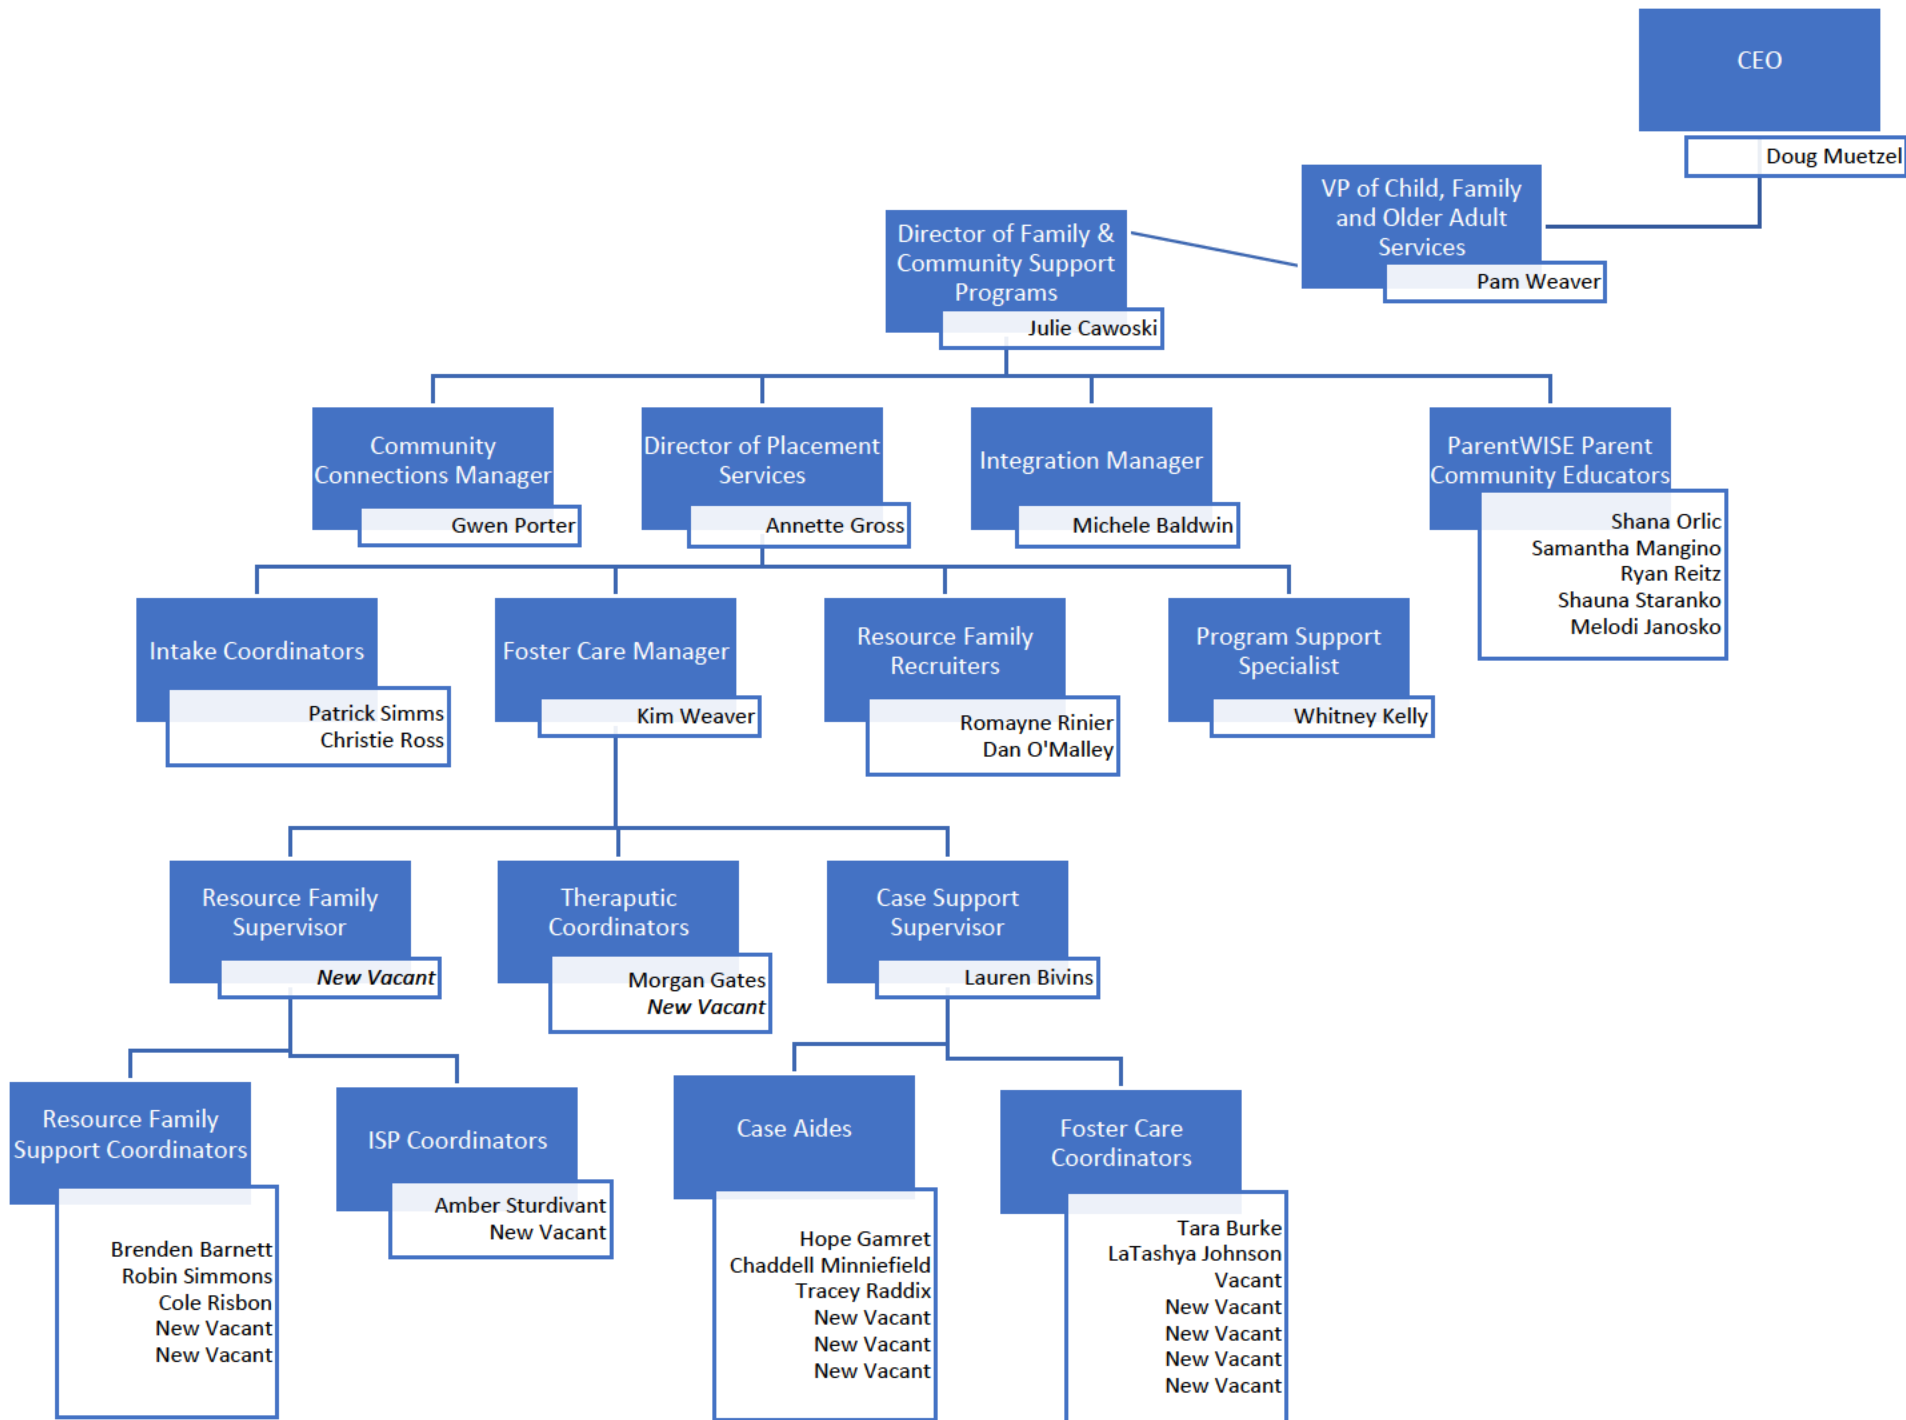 CEO
Doug Muetzel
VP of Child, Family
and Older Adult
Services
Pam Weaver
Director of Family &
Community Support
Programs
Julie Cawoski
Community
Connections Manager
Gwen Porter
Director of Placement
Services
Annette Gross
Integration Manager
Michele Baldwin
ParentWISE Parent
Community Educators
Shana Orlic
Samantha Mangino
Ryan Reitz
Shauna Staranko
Melodi Janosko
Intake Coordinators
Patrick Simms
Christie Ross
Foster Care Manager
Kim Weaver
Resource Family
Recruiters
Romayne Rinier
Dan O'Malley
Program Support
Specialist
Whitney Kelly
Resource Family
Supervisor
New Vacant
Theraputic
Coordinators
Morgan Gates
New Vacant
Case Support
Supervisor
Lauren Bivins
Resource Family
Support Coordinators
Brenden Barnett
Robin Simmons
Cole Risbon
New Vacant
New Vacant
ISP Coordinators
Amber Sturdivant
New Vacant
Case Aides
Hope Gamret
Chaddell Minniefield
Tracey Raddix
New Vacant
New Vacant
New Vacant
Foster Care
Coordinators
Tara Burke
LaTashya Johnson
Vacant
New Vacant
New Vacant
New Vacant
New Vacant